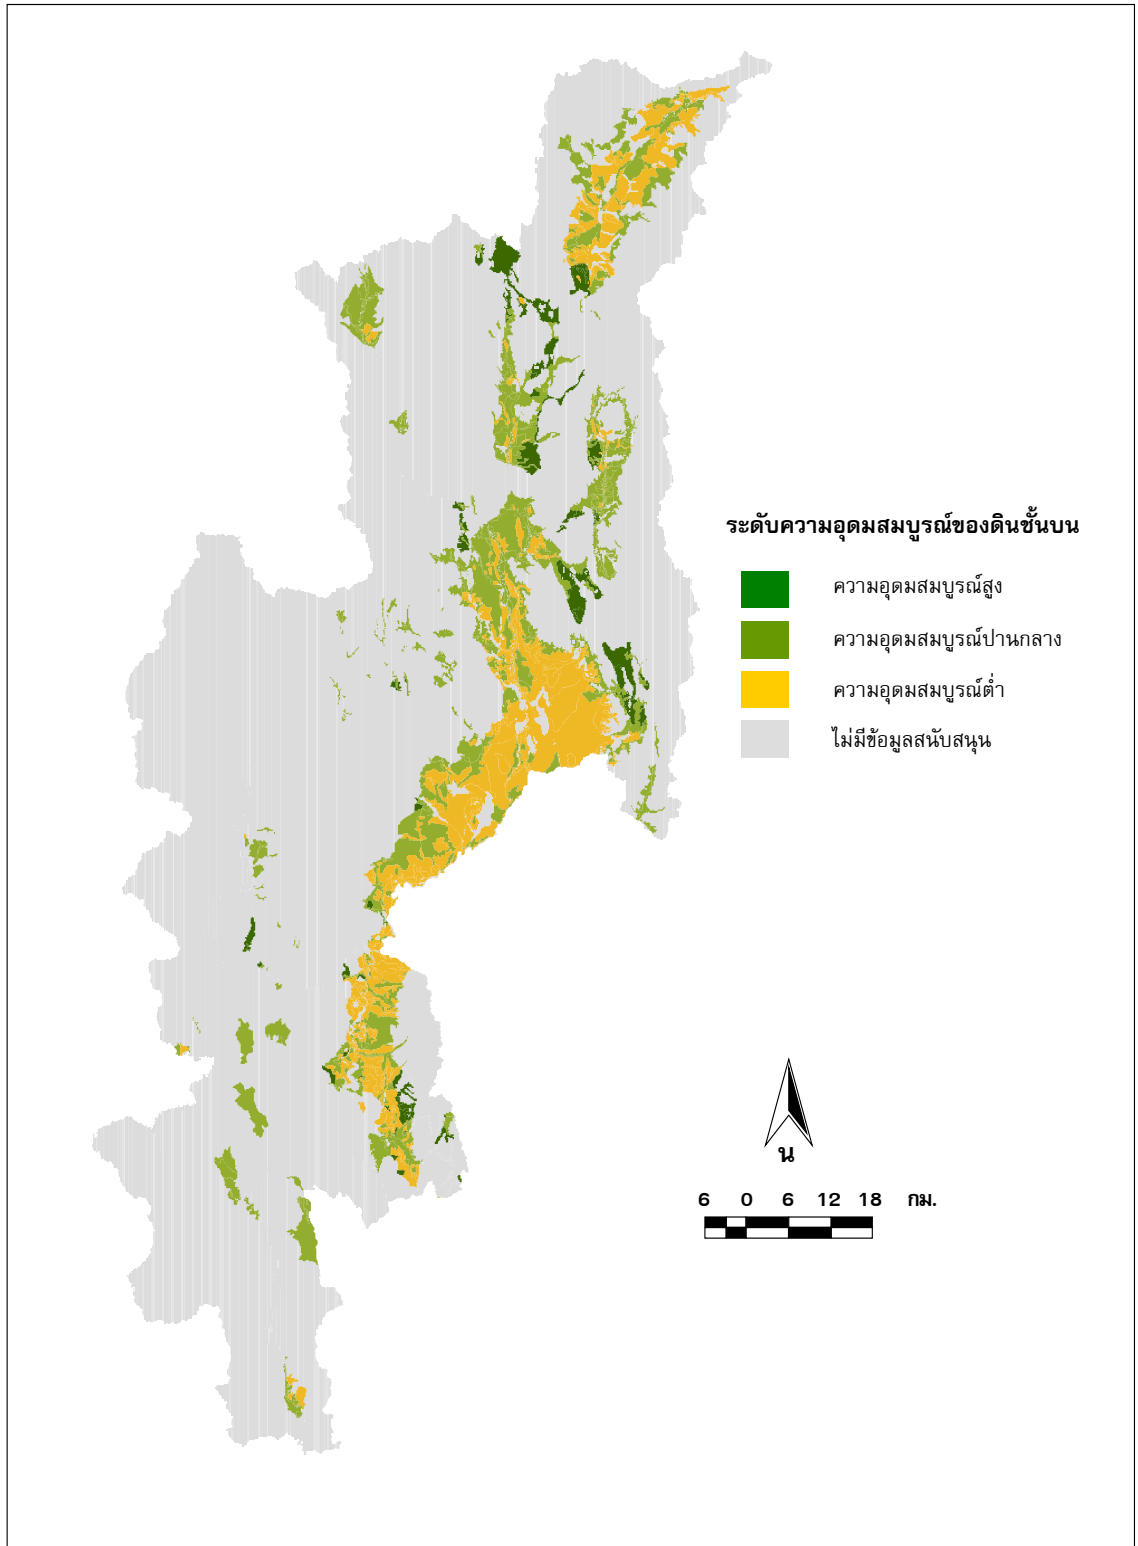 ระดับความอุดมสมบูรณ์ของดินชั้นบน
ความอุดมสมบูรณ์สูง
ความอุดมสมบูรณ์ปานกลาง
ความอุดมสมบูรณ์ต่ำ
ไม่มีข้อมูลสนับสนุน
น
6 0 6 12 18 กม.